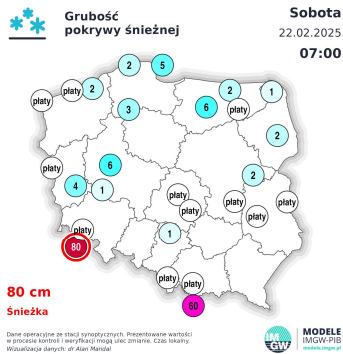 Grubość
pokrywy śnieżnej
Sobota
22.02.2025
07:00
2
5
płaty
płaty
2
2
1
3
6
płaty
2
płaty
6
2
4
1
płaty
płaty
płaty
płaty
płaty
płaty
1
80
płaty
płaty
60
80 cm
Śnieżka
Dane operacyjne ze stacji synoptycznych. Prezentowane wartości
w procesie kontroli i weryfikacji mogą ulec zmianie. Czas lokalny.
Wizualizacja danych: dr Alan Mandal
IM
GW
MODELE
IMGW-PIB
modele.imgw.pl